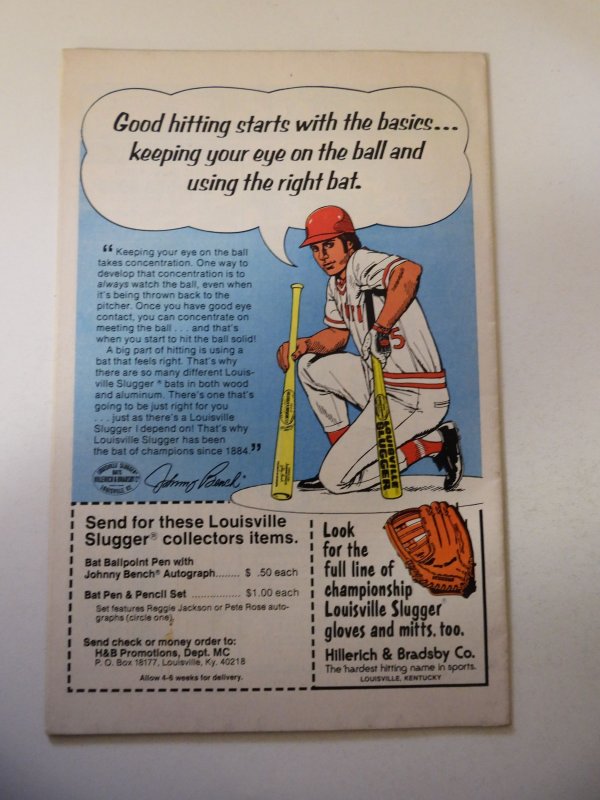 Good hitting starts with the basics...
keeping your eye on the ball and
using the right bat.
“Keeping your eye on the ball
takes concentration. One way to
develop that concentration is to
always watch the ball, even when
it's being thrown back to the
pitcher. Once you have good eye
contact, you can concentrate on
meeting the ball . . . and that's
when you start to hit the ball solid!
A big part of hitting is using a
bat that feels right. That's why
there are so many different Louis-
ville Slugger® bats in both wood
and aluminum. There's one that's
going to be just right for you
. . . just as there's a Louisville
Slugger I depend on! That's why
Louisville Slugger has been
the bat of champions since 1884.”
LOUISVILLE SLUGGER
BATS
HILLERICH & BRADSBY Co
LOUISVILLE, KY.
Johnny Bench
5
LOUISVILLE
SLUGGER
Send for these Louisville
Slugger® collectors items.
Bat Ballpoint Pen with
Johnny Bench® Autograph........ $ .50 each
Bat Pen & Pencil Set ................ $1.00 each
Set features Reggie Jackson or Pete Rose auto-
graphs (circle one).
Send check or money order to:
H&B Promotions, Dept. MC
P. O. Box 18177, Louisville, Ky. 40218
Allow 4-6 weeks for delivery.
Look
for the
full line of
championship
Louisville Slugger
gloves and mitts, too.
Hillerich & Bradsby Co.
The hardest hitting name in sports.
LOUISVILLE, KENTUCKY